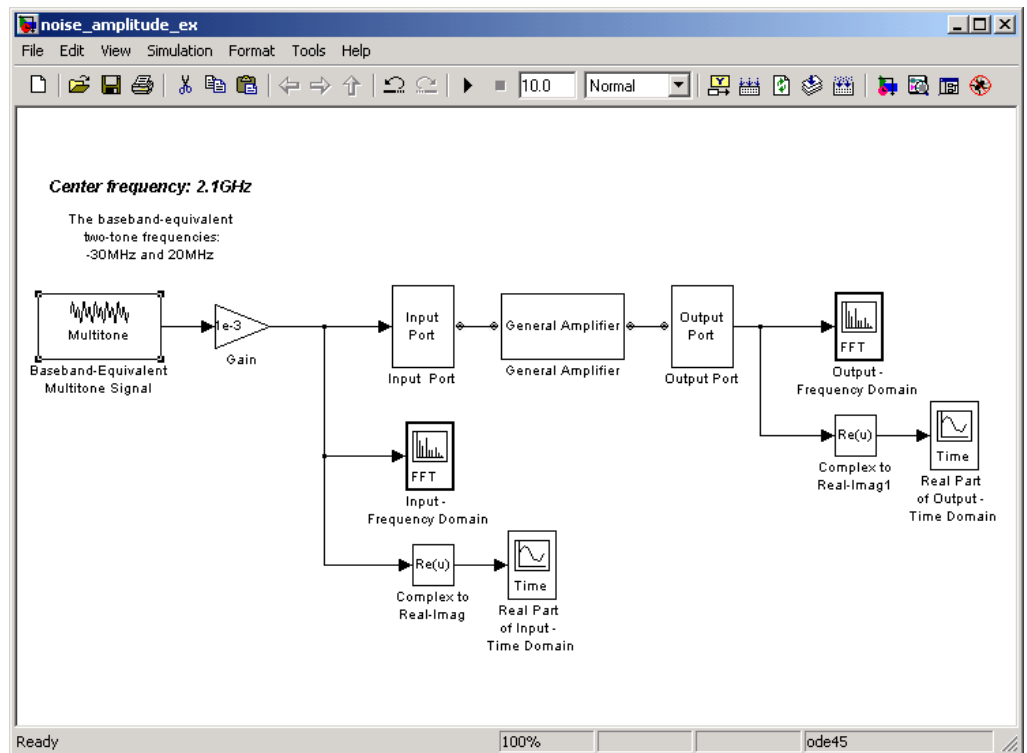 noise_amplitude_ex
File Edit View Simulation Format Tools Help
10.0 Normal
Center frequency: 2.1GHz
The baseband-equivalent
two-tone frequencies:
-30MHz and 20MHz
Multitone
Baseband-Equivalent
Multitone Signal
1e-3
Gain
Input
Port
Input Port
General Amplifier
General Amplifier
Output
Port
Output Port
FFT
Output -
Frequency Domain
Re(u)
Complex to
Real-Imag1
Time
Real Part
of Output -
Time Domain
FFT
Input -
Frequency Domain
Re(u)
Complex to
Real-Imag
Time
Real Part
of Input -
Time Domain
Ready 100% ode45